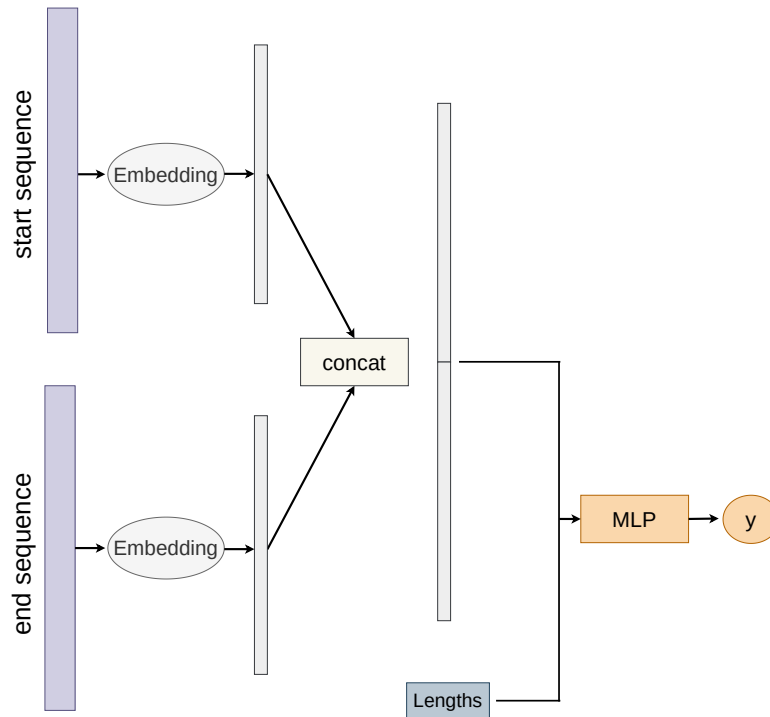 start sequence
Embedding
concat
end sequence
Embedding
MLP
y
Lengths